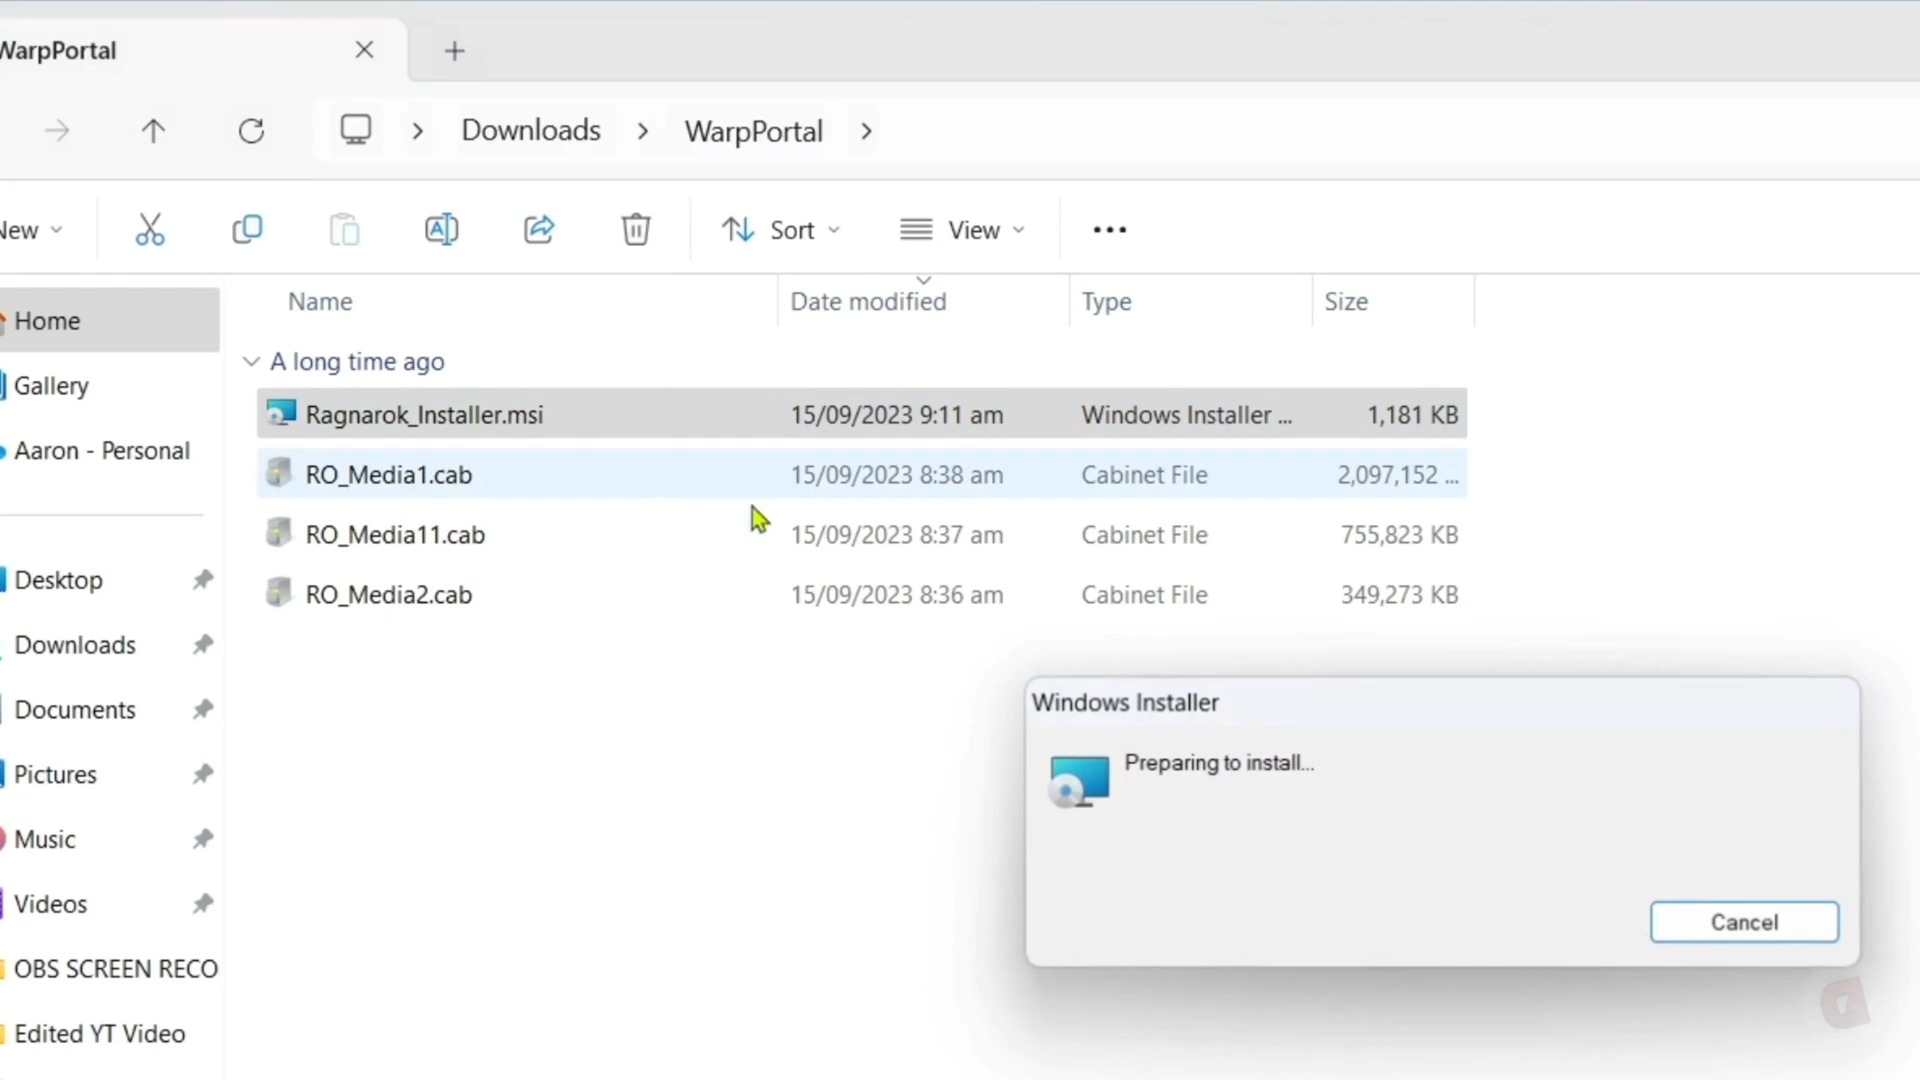 WarpPortal
Downloads
WarpPortal
New
Sort
View
Name
Date modified
Type
Size
Home
Gallery
Aaron - Personal
Desktop
Downloads
Documents
Pictures
Music
Videos
OBS SCREEN RECO
Edited YT Video
A long time ago
Ragnarok_Installer.msi 15/09/2023 9:11 am Windows Installer ... 1,181 KB
RO_Media1.cab 15/09/2023 8:38 am Cabinet File 2,097,152 ...
RO_Media11.cab 15/09/2023 8:37 am Cabinet File 755,823 KB
RO_Media2.cab 15/09/2023 8:36 am Cabinet File 349,273 KB
Windows Installer
Preparing to install...
Cancel